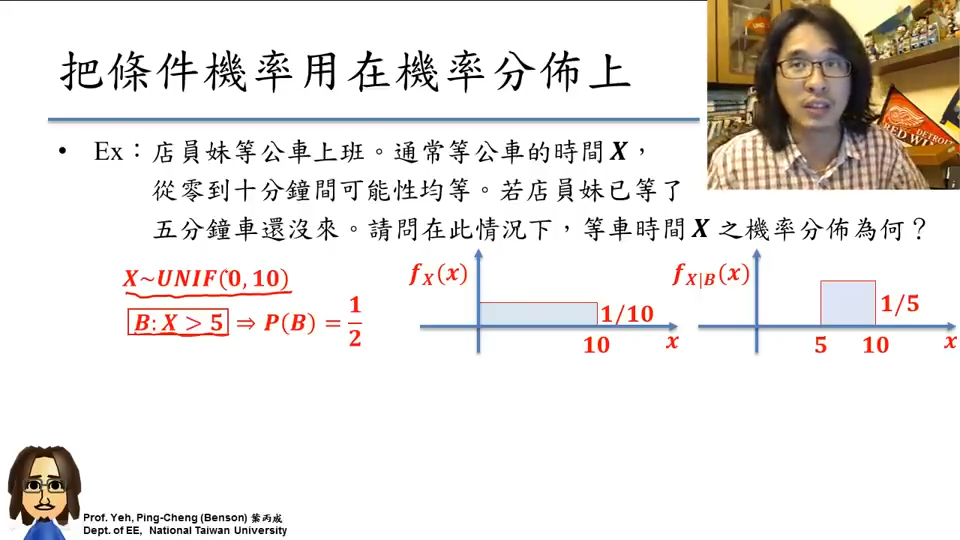 把條件機率用在機率分佈上
• Ex：店員妹等公車上班。通常等公車的時間 X，
從零到十分鐘間可能性均等。若店員妹已等了
五分鐘車還沒來。請問在此情況下，等車時間 X 之機率分佈為何？
X~UNIF(0, 10)
B: X > 5 ⇒ P(B) = 1/2
f_X(x)
1/10
10
x
f_{X|B}(x)
1/5
5
10
x
DETROIT
RED WINGS
Prof. Yeh, Ping-Cheng (Benson) 葉丙成
Dept. of EE, National Taiwan University